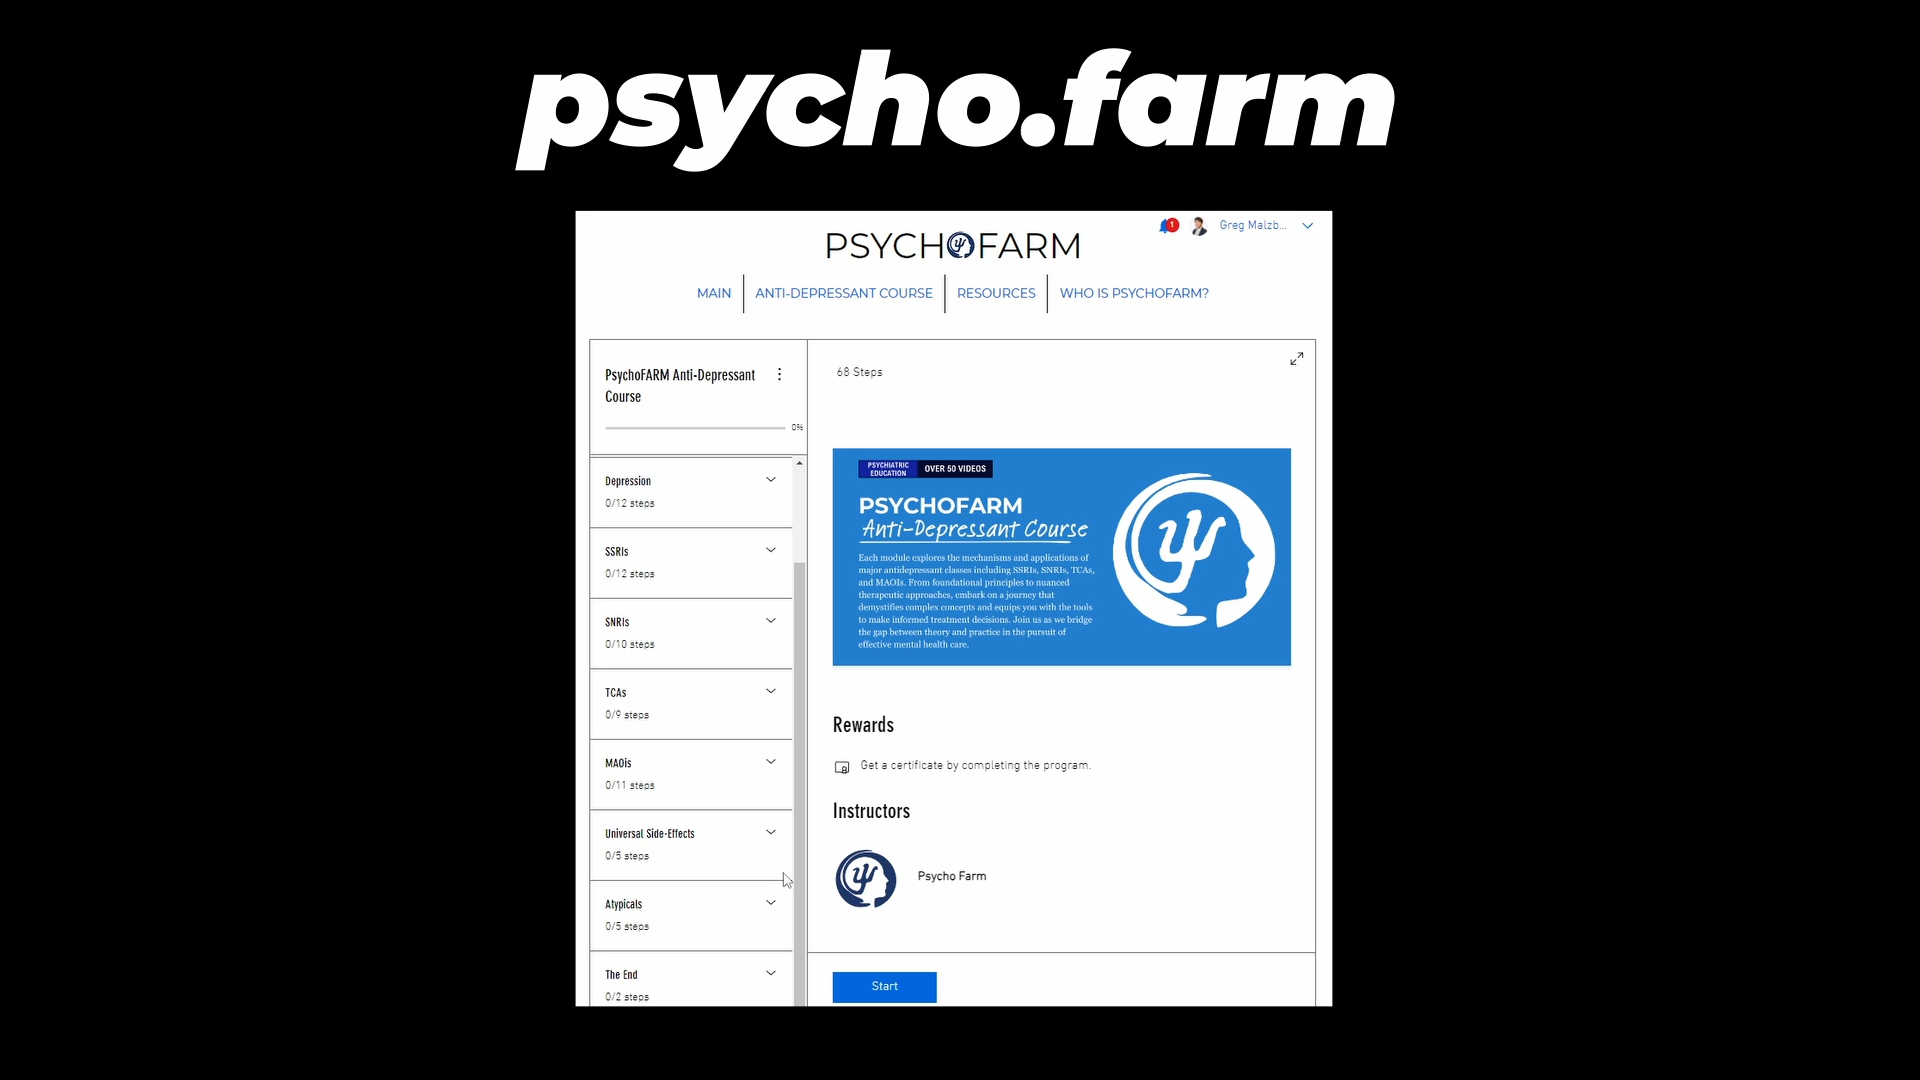 psycho.farm
1
Greg Malzb...
PSYCHOFARM
MAIN
ANTI-DEPRESSANT COURSE
RESOURCES
WHO IS PSYCHOFARM?
PsychoFARM Anti-Depressant
Course
0%
Depression
0/12 steps
SSRIs
0/12 steps
SNRIs
0/10 steps
TCAs
0/9 steps
MAOis
0/11 steps
Universal Side-Effects
0/5 steps
Atypicals
0/5 steps
The End
0/2 steps
68 Steps
PSYCHIATRIC
EDUCATION
OVER 50 VIDEOS
PSYCHOFARM
Anti-Depressant Course
Each module explores the mechanisms and applications of
major antidepressant classes including SSRIs, SNRIs, TCAs,
and MAOIs. From foundational principles to nuanced
therapeutic approaches, embark on a journey that
demystifies complex concepts and equips you with the tools
to make informed treatment decisions. Join us as we bridge
the gap between theory and practice in the pursuit of
effective mental health care.
Rewards
Get a certificate by completing the program.
Instructors
Psycho Farm
Start